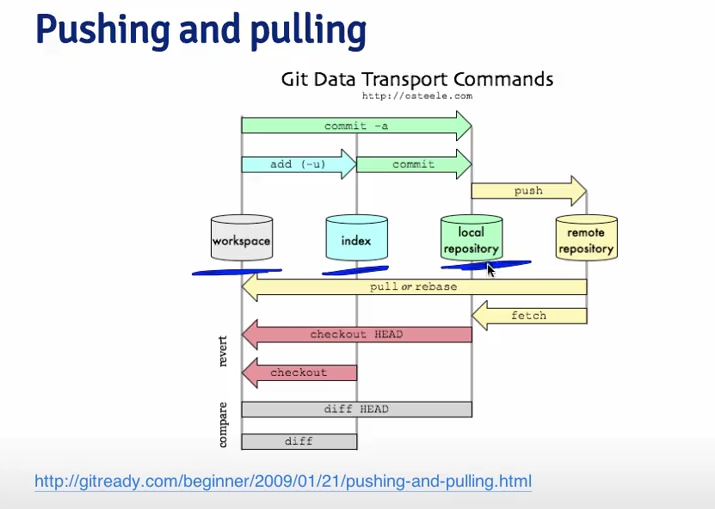 Pushing and pulling
Git Data Transport Commands
http://osteele.com
commit -a
add (-u)
commit
push
workspace
index
local
repository
remote
repository
pull or rebase
fetch
revert
checkout HEAD
checkout
compare
diff HEAD
diff
http://gitready.com/beginner/2009/01/21/pushing-and-pulling.html